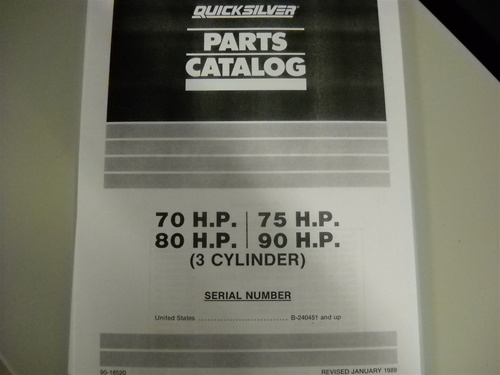 QUICKSILVER
PARTS
CATALOG
70 H.P. | 75 H.P.
80 H.P. | 90 H.P.
(3 CYLINDER)
SERIAL NUMBER
United States .............................. B-240451 and up
90-16520 REVISED JANUARY 1989